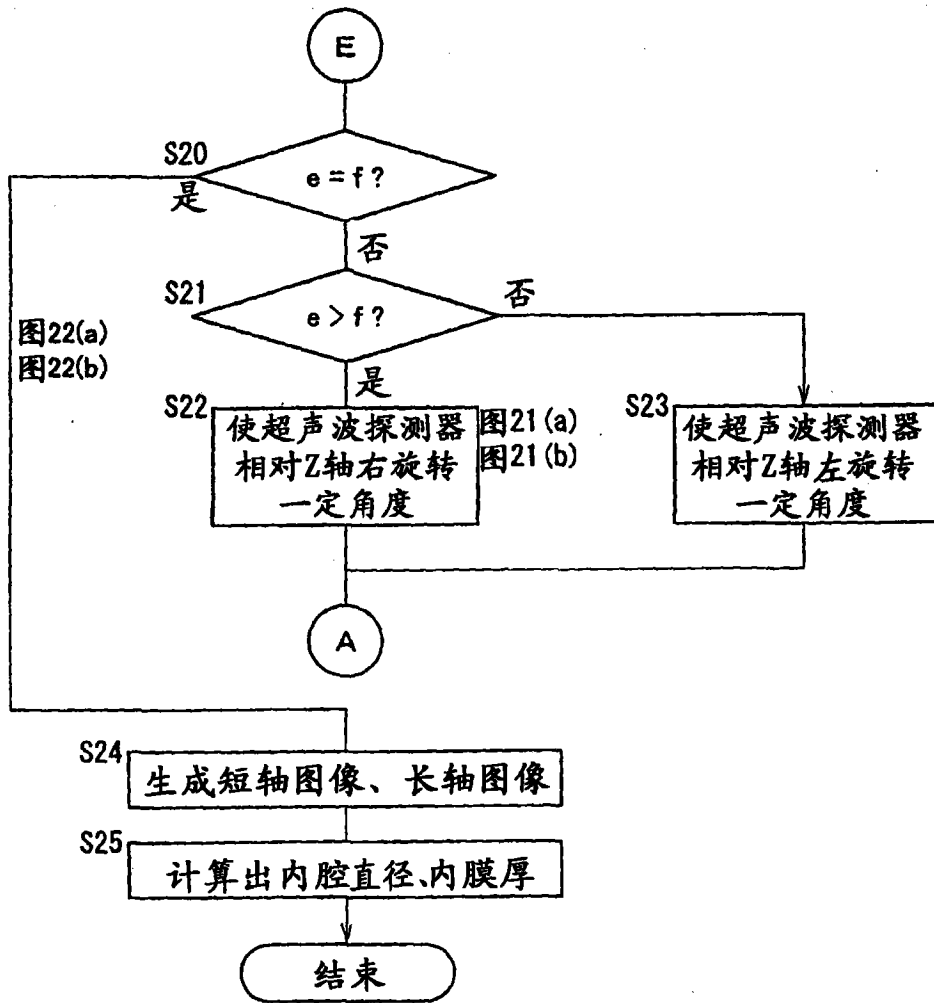 E
S20
e = f ?
是
否
S21
e > f ?
否
图22(a)
图22(b)
是
S22
使超声波探测器
相对Z轴右旋转
一定角度
图21(a)
图21(b)
S23
使超声波探测器
相对Z轴左旋转
一定角度
A
S24
生成短轴图像、长轴图像
S25
计算出内腔直径、内膜厚
结束